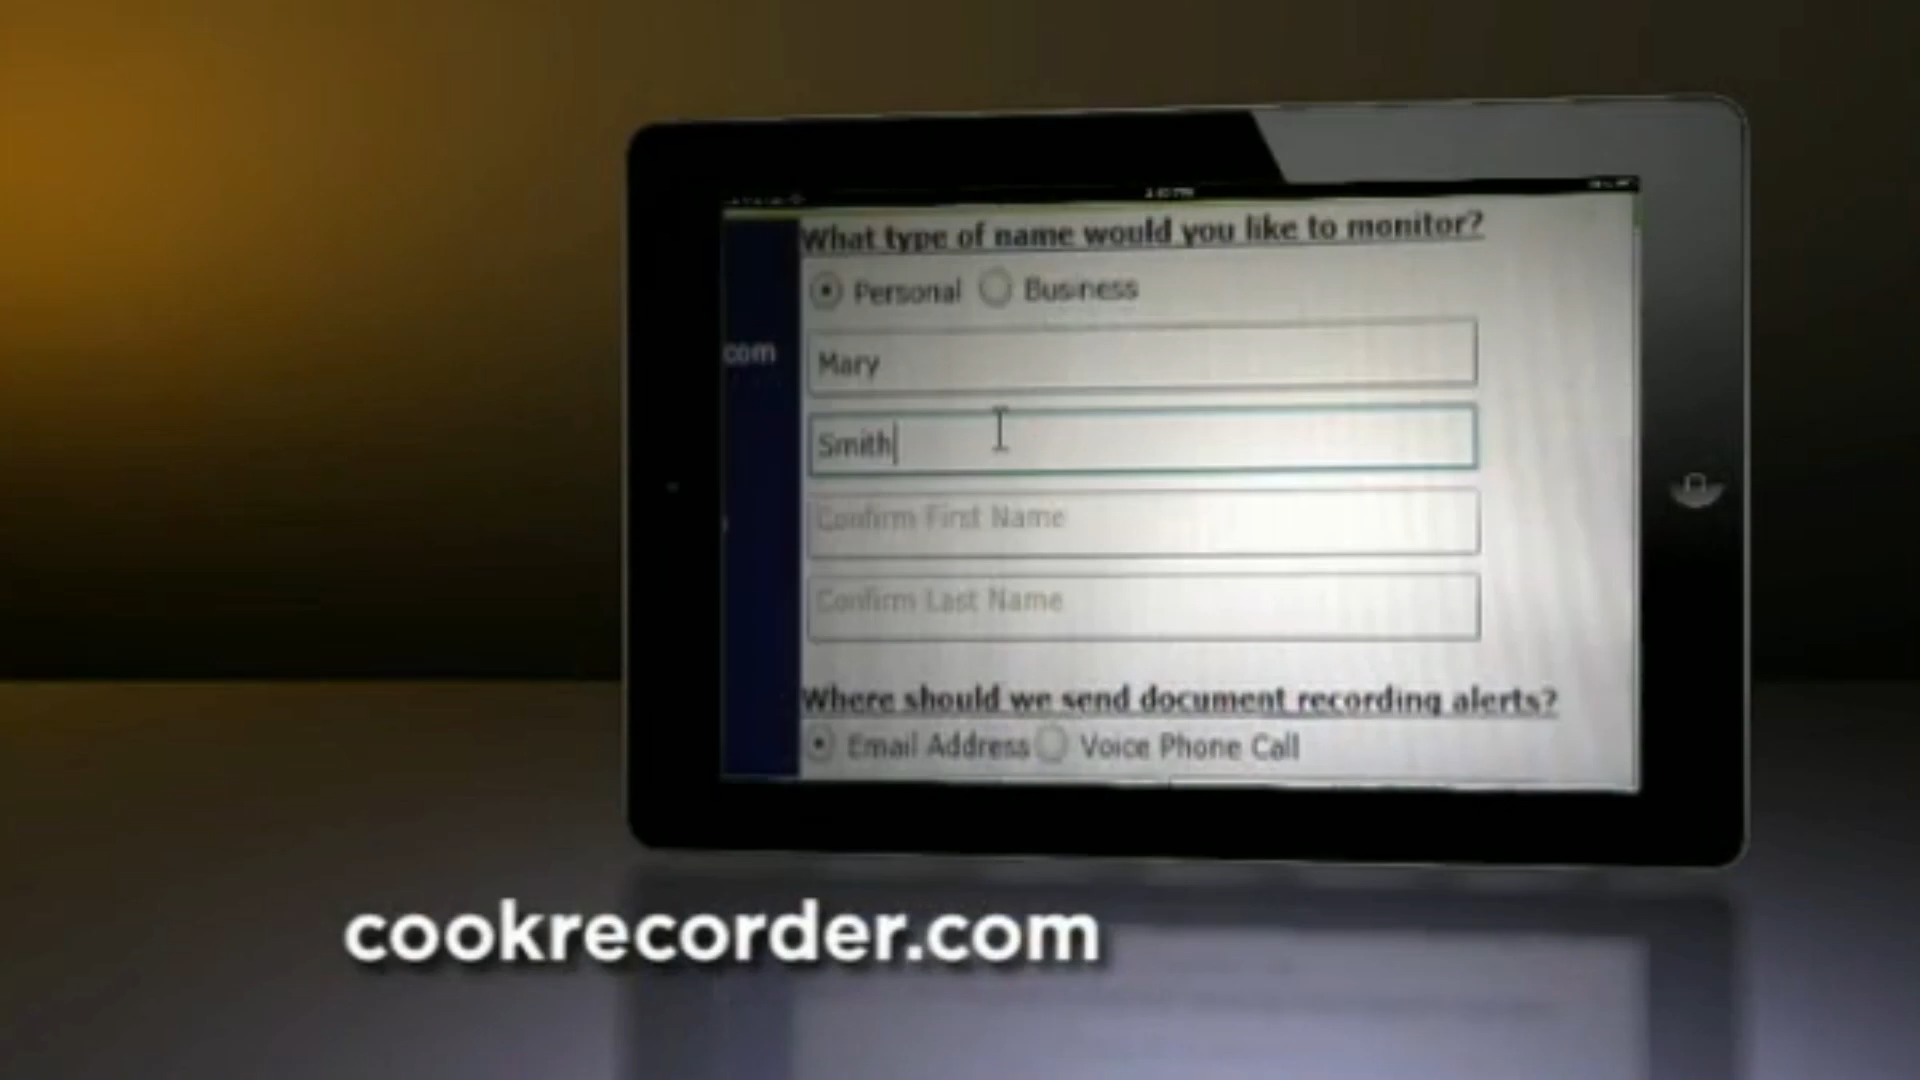 What type of name would you like to monitor?
Personal Business
com
Mary
Smith
Confirm First Name
Confirm Last Name
Where should we send document recording alerts?
Email Address Voice Phone Call
cookrecorder.com